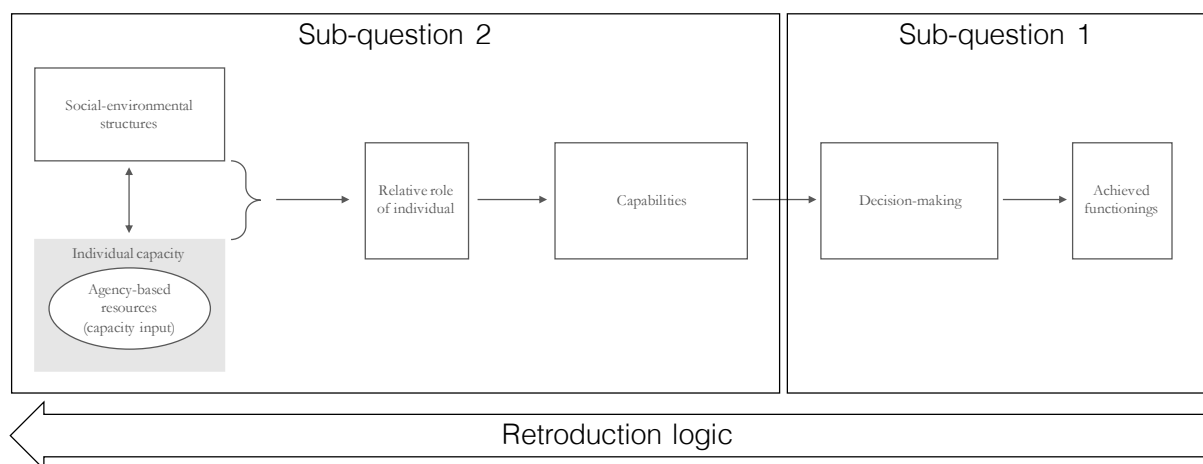 Sub-question 2
Sub-question 1
Social-environmental
structures
Individual capacity
Agency-based
resources
(capacity input)
Relative role
of individual
Capabilities
Decision-making
Achieved
functionings
Retroduction logic